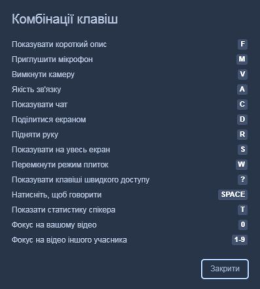 Комбінації клавіш
Показувати короткий опис F
Приглушити мікрофон M
Вимкнути камеру V
Якість зв'язку A
Показувати чат C
Поділитися екраном D
Підняти руку R
Показувати на увесь екран S
Перемкнути режим плиток W
Показувати клавіші швидкого доступу ?
Натисніть, щоб говорити SPACE
Показати статистику спікера T
Фокус на вашому відео 0
Фокус на відео іншого учасника 1-9
Закрити